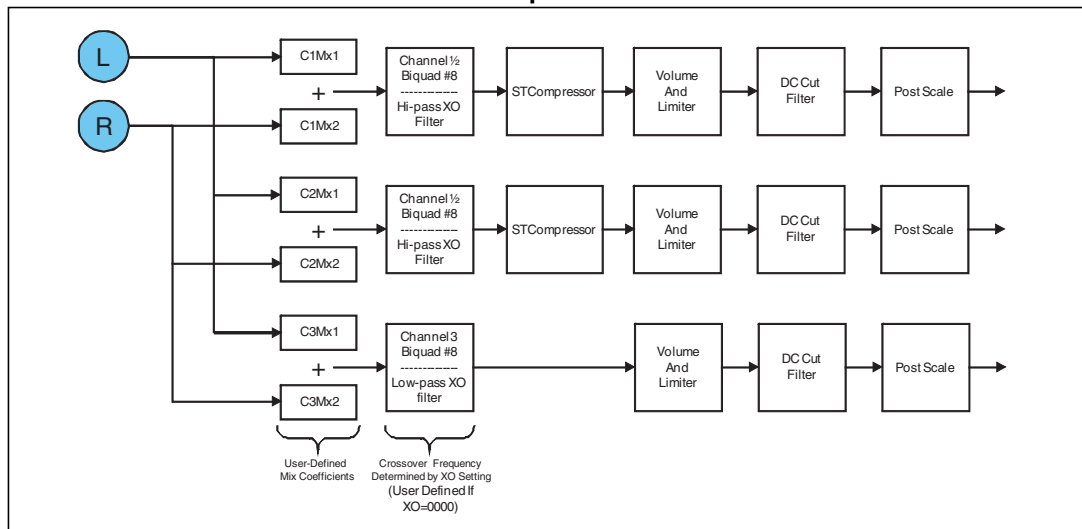 L
R
C1Mx1
+
C1Mx2
Channel ½
Biquad #8
--------------
Hi-pass XO
Filter
STCompressor
Volume
And
Limiter
DC Cut
Filter
Post Scale
C2Mx1
+
C2Mx2
Channel ½
Biquad #8
--------------
Hi-pass XO
Filter
STCompressor
Volume
And
Limiter
DC Cut
Filter
Post Scale
C3Mx1
+
C3Mx2
Channel 3
Biquad #8
--------------
Low-pass XO
filter
Volume
And
Limiter
DC Cut
Filter
Post Scale
User-Defined
Mix Coefficients
Crossover Frequency
Determined by XO Setting
(User Defined If
XO=0000)